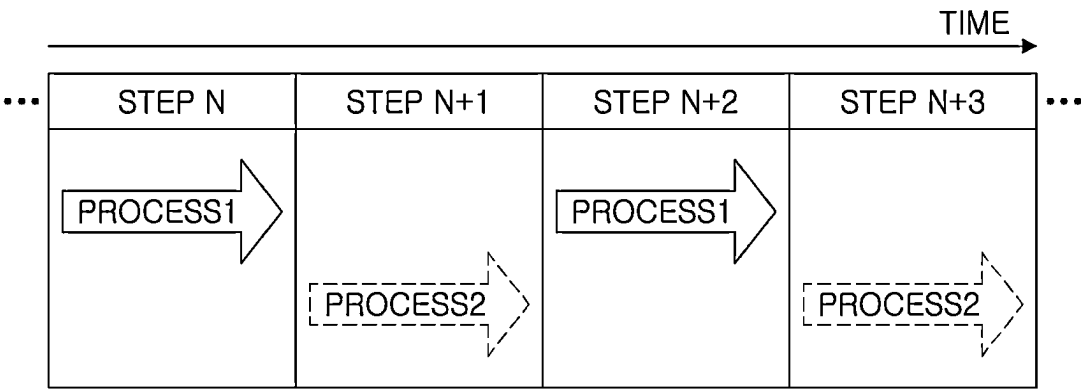 TIME
... STEP N STEP N+1 STEP N+2 STEP N+3 ...
PROCESS1 PROCESS1
PROCESS2 PROCESS2